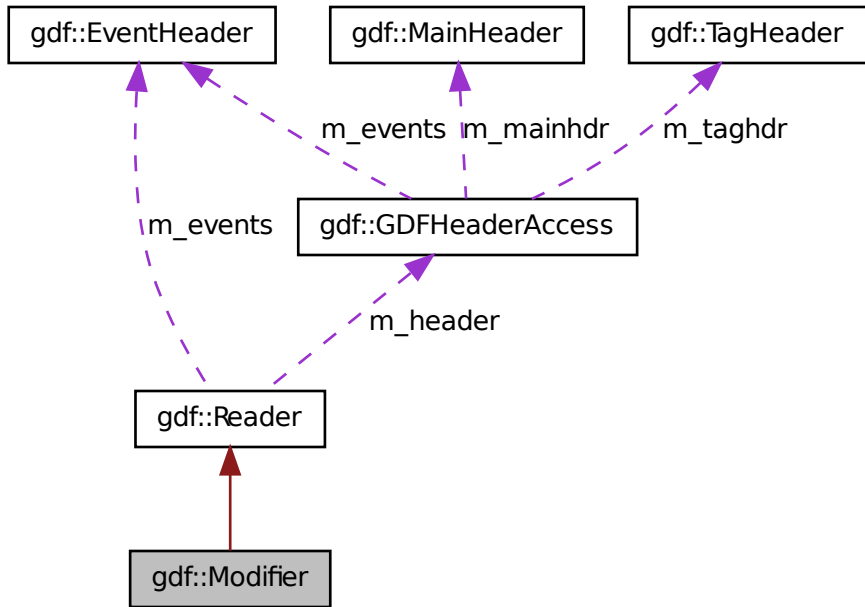 gdf::EventHeader
gdf::MainHeader
gdf::TagHeader
m_events
m_mainhdr
m_taghdr
m_events
gdf::GDFHeaderAccess
m_header
gdf::Reader
gdf::Modifier